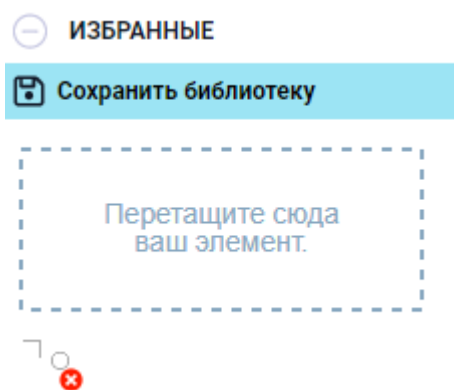 ИЗБРАННЫЕ
Сохранить библиотеку
Перетащите сюда
ваш элемент.